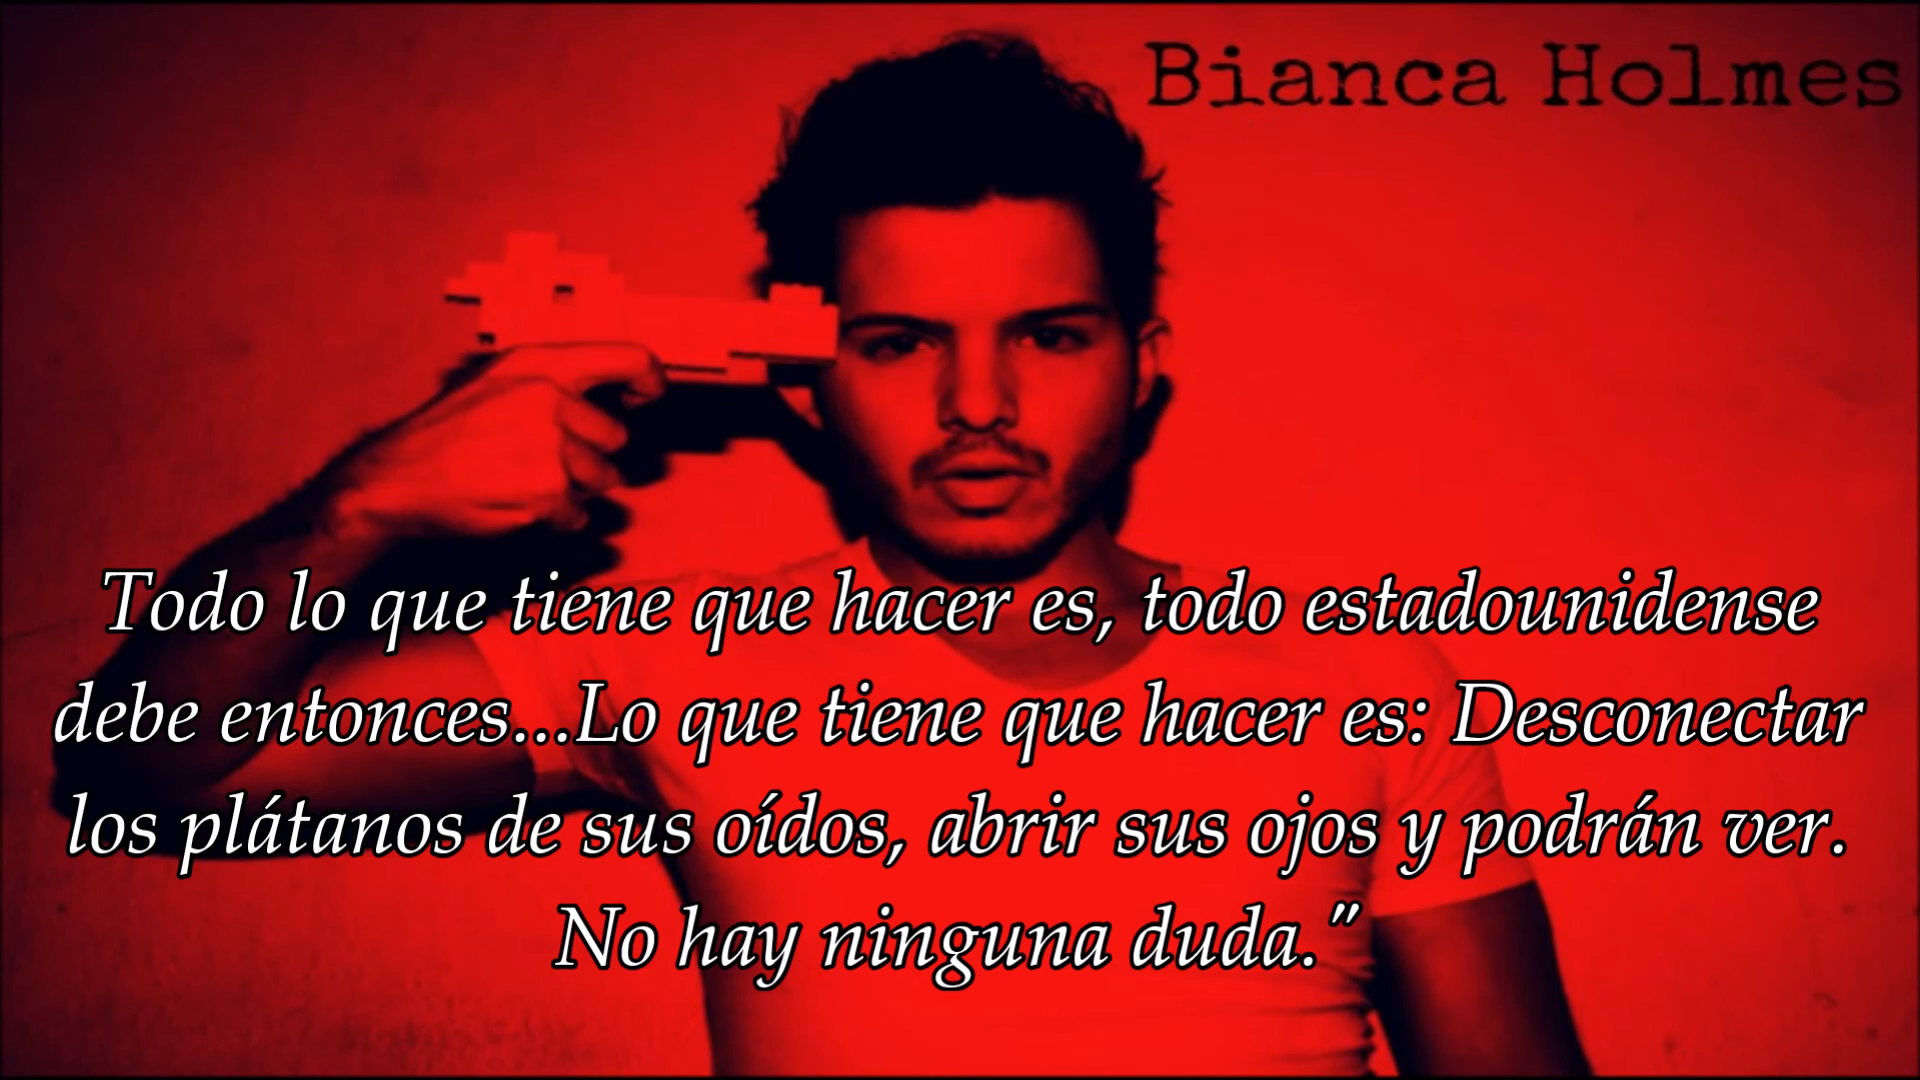 Bianca Holmes
Todo lo que tiene que hacer es, todo estadounidense
debe entonces...Lo que tiene que hacer es: Desconectar
los plátanos de sus oídos, abrir sus ojos y podrán ver.
No hay ninguna duda.”